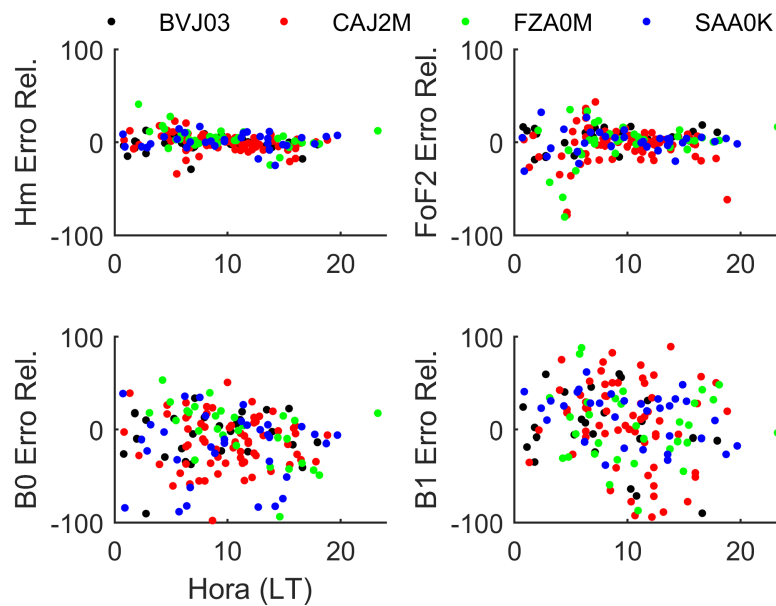 BVJ03 CAJ2M FZA0M SAA0K
100 100
Hm Erro Rel. FoF2 Erro Rel.
0 0
-100 -100
0 10 20 0 10 20
100 100
B0 Erro Rel. B1 Erro Rel.
0 0
-100 -100
0 10 20 0 10 20
Hora (LT)